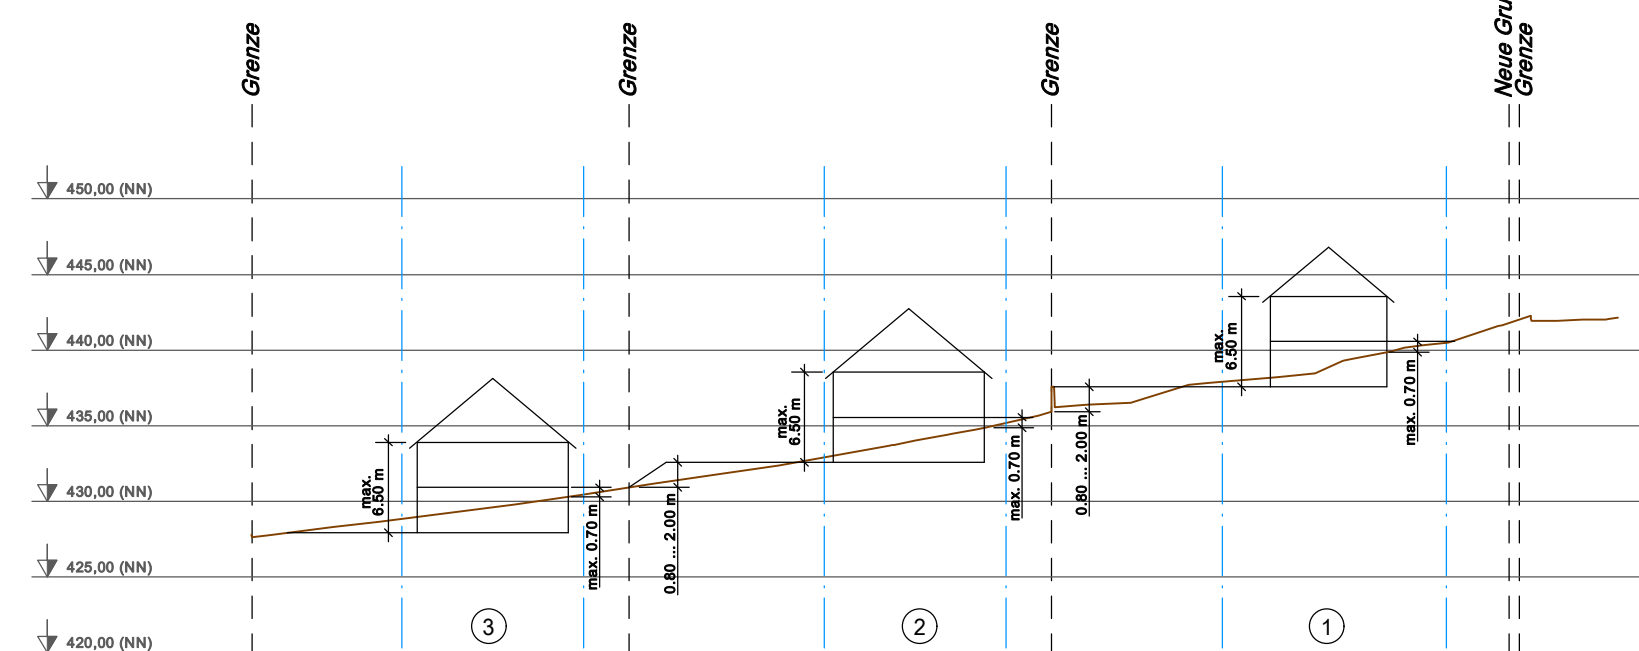 Grenze
Grenze
Grenze
Neue Gru
Grenze
450,00 (NN)
445,00 (NN)
440,00 (NN)
435,00 (NN)
430,00 (NN)
425,00 (NN)
420,00 (NN)
max.
6.50 m
max. 0.70 m
0.80 ... 2.00 m
max.
6.50 m
max. 0.70 m
0.80 ... 2.00 m
max.
6.50 m
max. 0.70 m
3
2
1